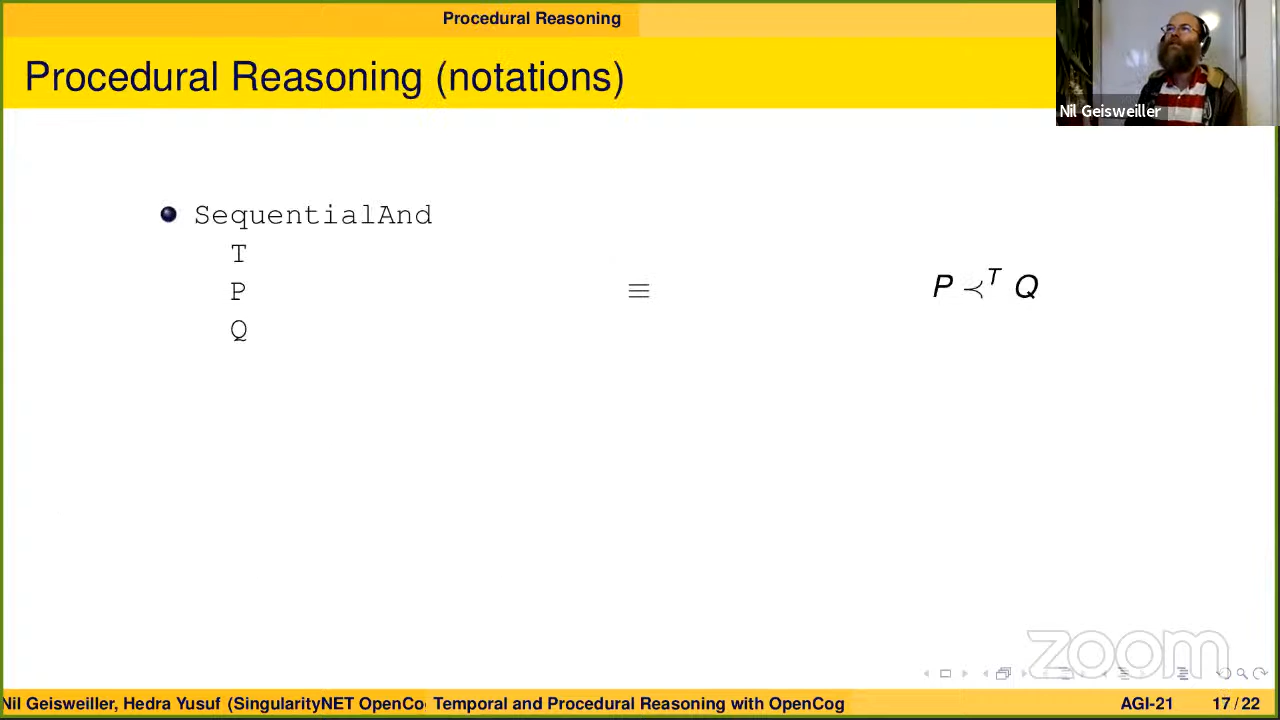 Procedural Reasoning
Procedural Reasoning (notations)
Nil Geisweiller
SequentialAnd
T
P
Q
≡
P ≺^T Q
zoom
Nil Geisweiller, Hedra Yusuf (SingularityNET OpenCo
Temporal and Procedural Reasoning with OpenCog
AGI-21
17 / 22